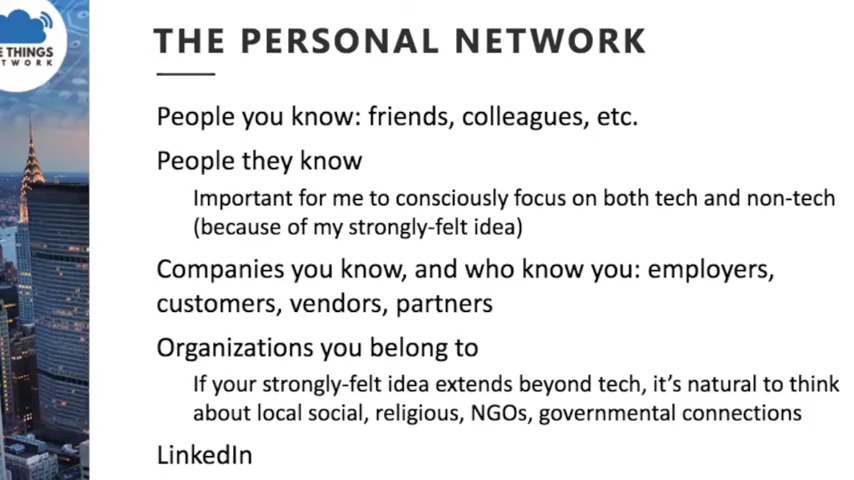 E THINGS
TWORK
THE PERSONAL NETWORK
People you know: friends, colleagues, etc.
People they know
Important for me to consciously focus on both tech and non-tech
(because of my strongly-felt idea)
Companies you know, and who know you: employers,
customers, vendors, partners
Organizations you belong to
If your strongly-felt idea extends beyond tech, it's natural to think
about local social, religious, NGOs, governmental connections
LinkedIn